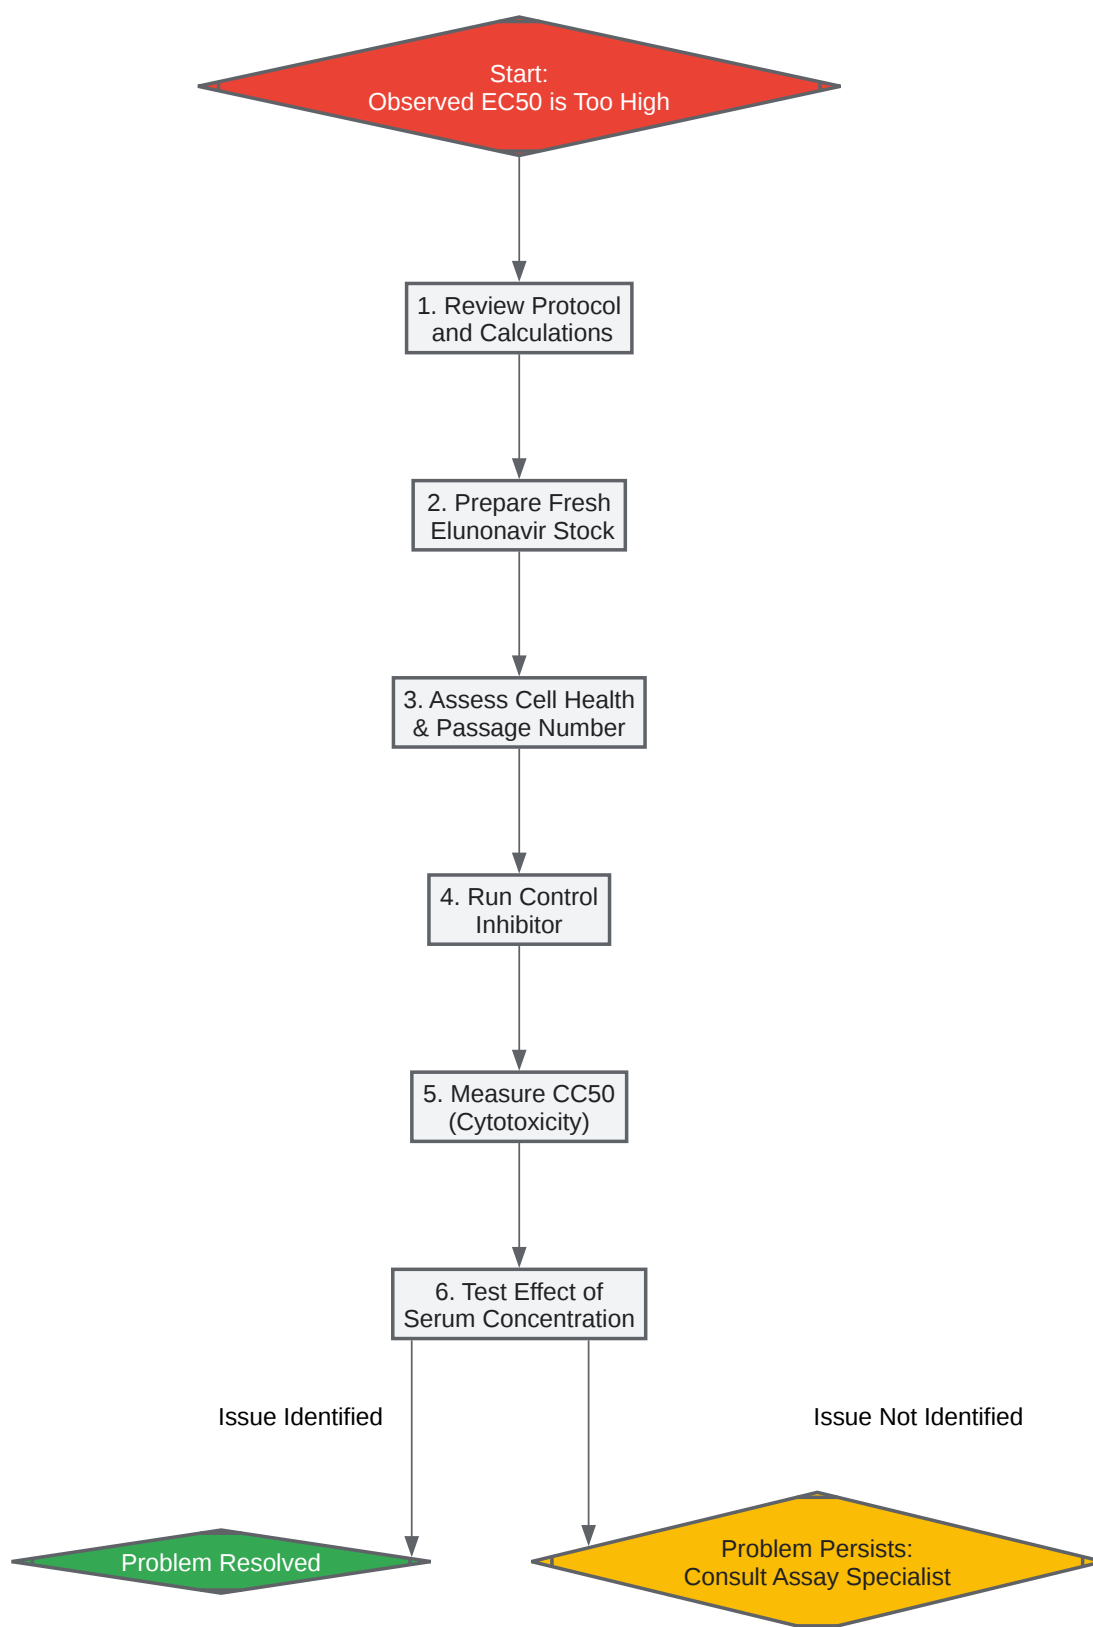 Start:
Observed EC50 is Too High
1. Review Protocol
and Calculations
2. Prepare Fresh
Elunonavir Stock
3. Assess Cell Health
& Passage Number
4. Run Control
Inhibitor
5. Measure CC50
(Cytotoxicity)
6. Test Effect of
Serum Concentration
Issue Identified
Issue Not Identified
Problem Resolved
Problem Persists:
Consult Assay Specialist